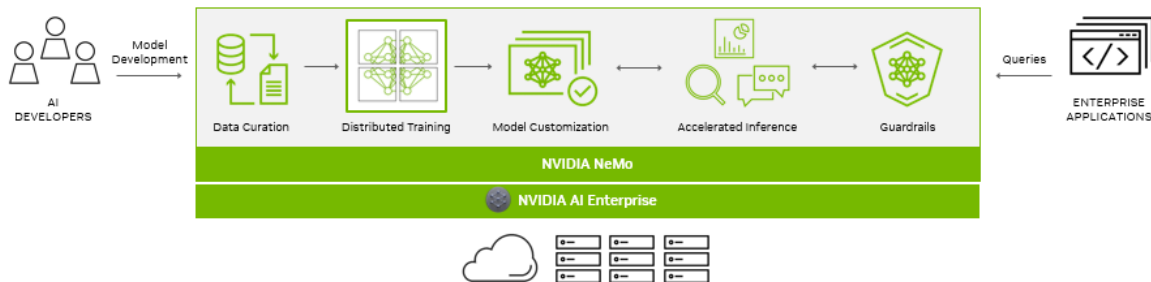 Model
Development
AI
DEVELOPERS
Data Curation
Distributed Training
Model Customization
Accelerated Inference
Guardrails
Queries
ENTERPRISE
APPLICATIONS
NVIDIA NeMo
NVIDIA AI Enterprise